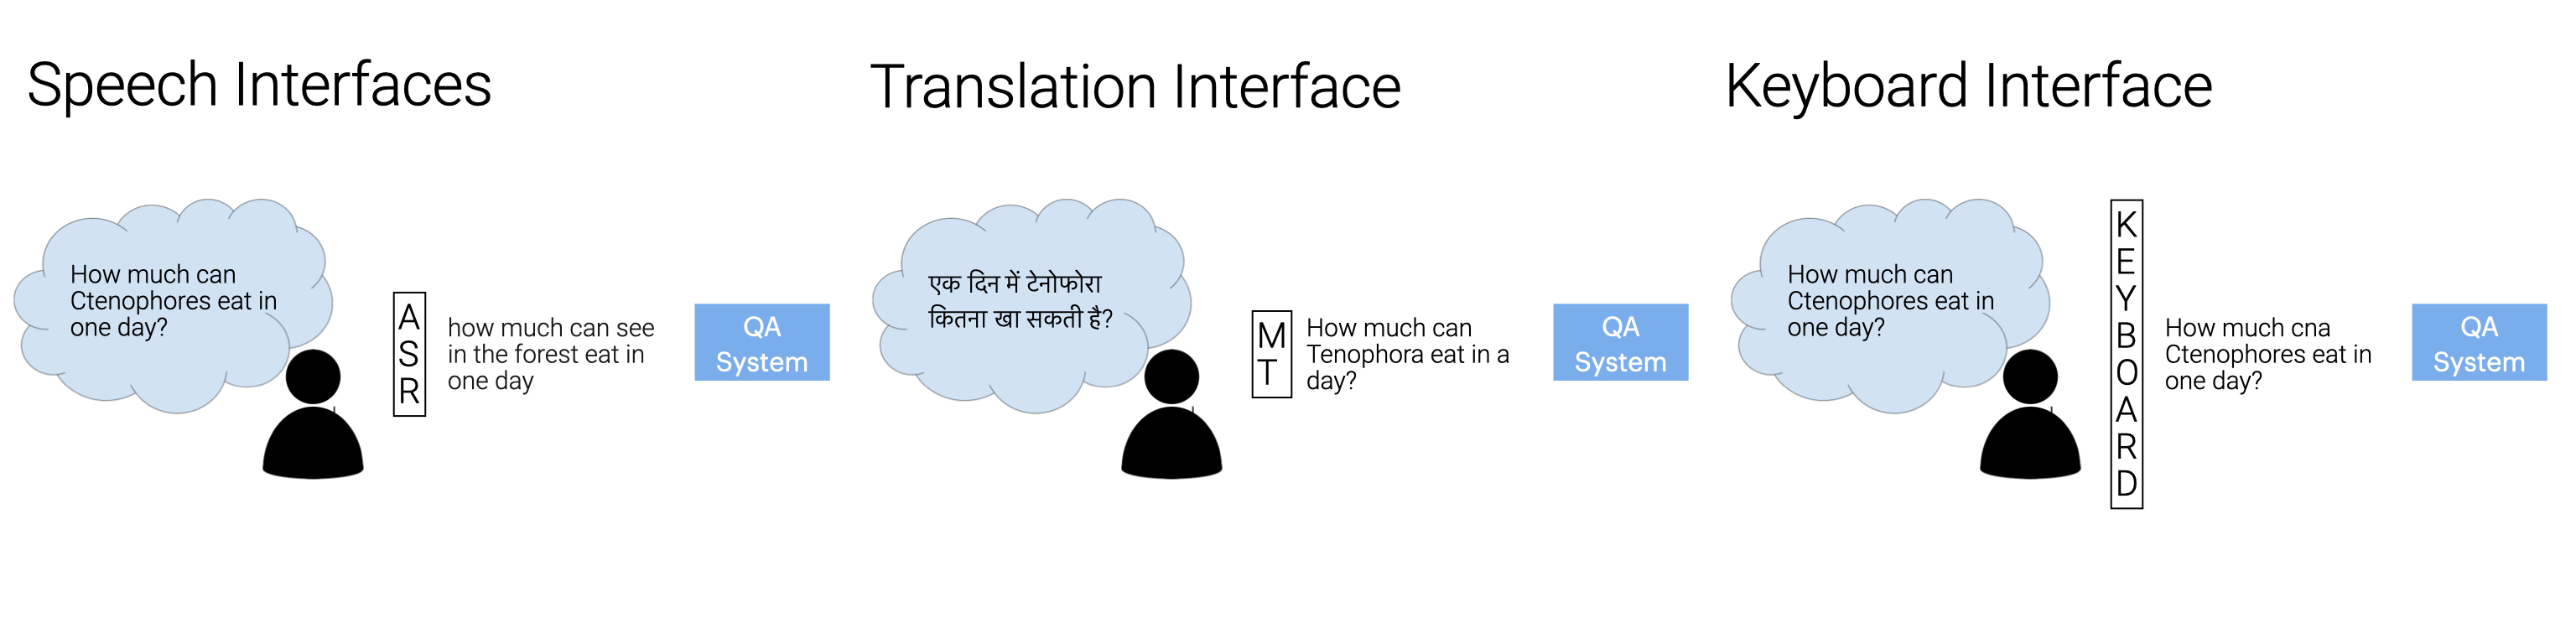 Speech Interfaces
How much can
Ctenophores eat in
one day?
A
S
R
how much can see
in the forest eat in
one day
QA
System
Translation Interface
एक दिन में टेनोफोरा
कितना खा सकती है?
M
T
How much can
Tenophora eat in a
day?
QA
System
Keyboard Interface
How much can
Ctenophores eat in
one day?
K
E
Y
B
O
A
R
D
How much cna
Ctenophores eat in
one day?
QA
System